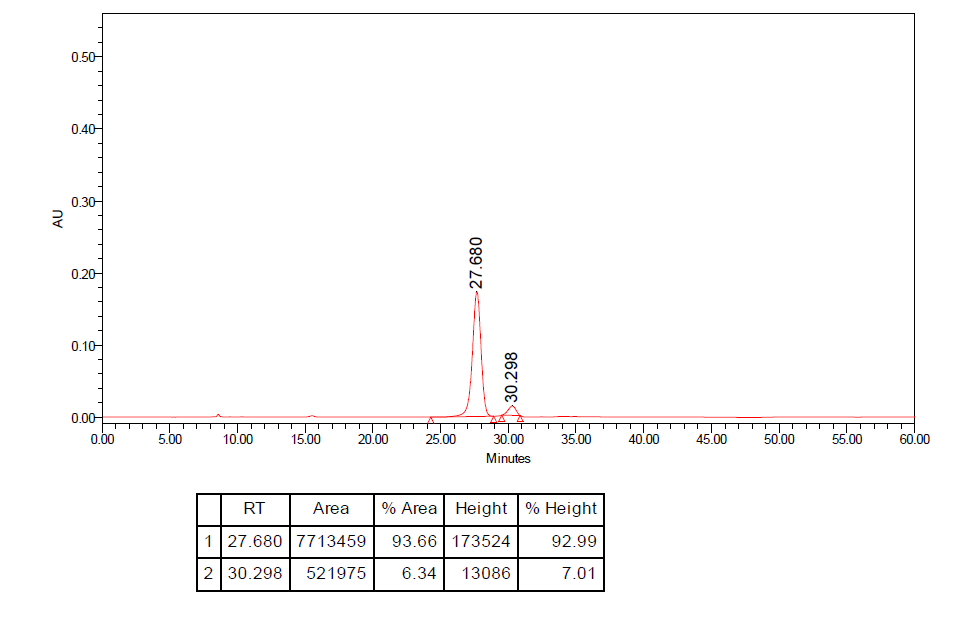 0.50
0.40
0.30
0.20
0.10
0.00
AU
27.680
30.298
0.00 5.00 10.00 15.00 20.00 25.00 30.00 35.00 40.00 45.00 50.00 55.00 60.00
Minutes
RT Area % Area Height % Height
1 27.680 7713459 93.66 173524 92.99
2 30.298 521975 6.34 13086 7.01